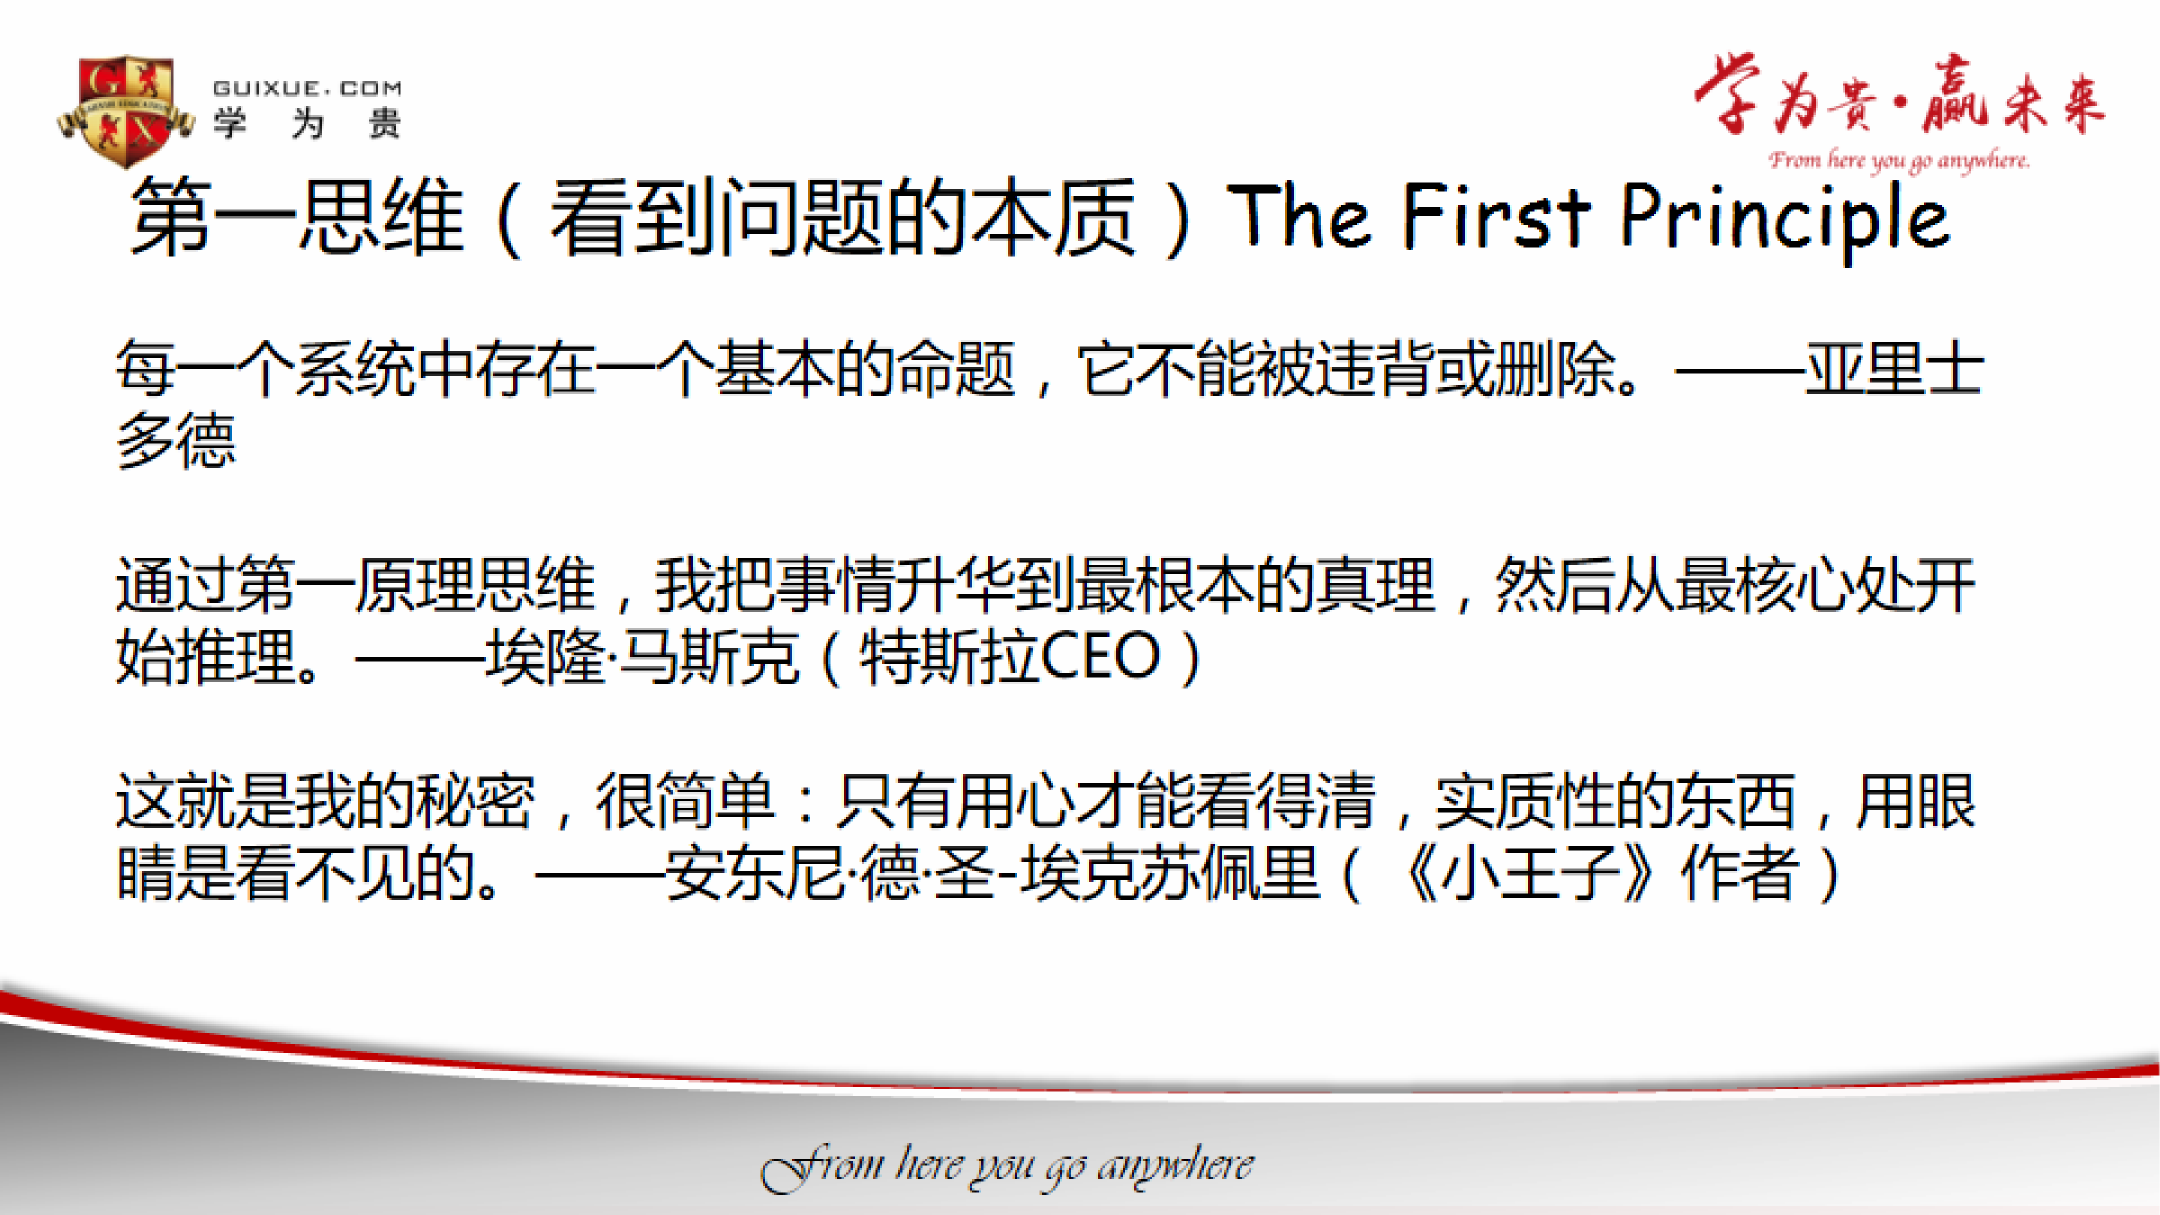 GUIXUE.COM
学为贵
学为贵·赢未来
From here you go anywhere.
第一思维（看到问题的本质）The First Principle
每一个系统中存在一个基本的命题，它不能被违背或删除。——亚里士
多德
通过第一原理思维，我把事情升华到最根本的真理，然后从最核心处开
始推理。——埃隆·马斯克（特斯拉CEO）
这就是我的秘密，很简单：只有用心才能看得清，实质性的东西，用眼
睛是看不见的。——安东尼·德·圣-埃克苏佩里（《小王子》作者）
From here you go anywhere